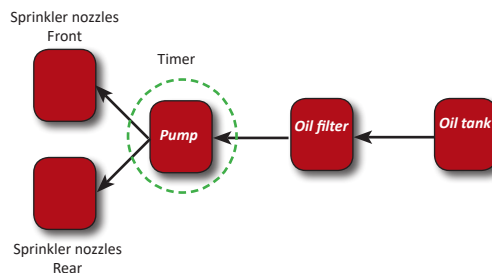 Sprinkler nozzles
Front
Timer
Pump
Oil filter
Oil tank
Sprinkler nozzles
Rear